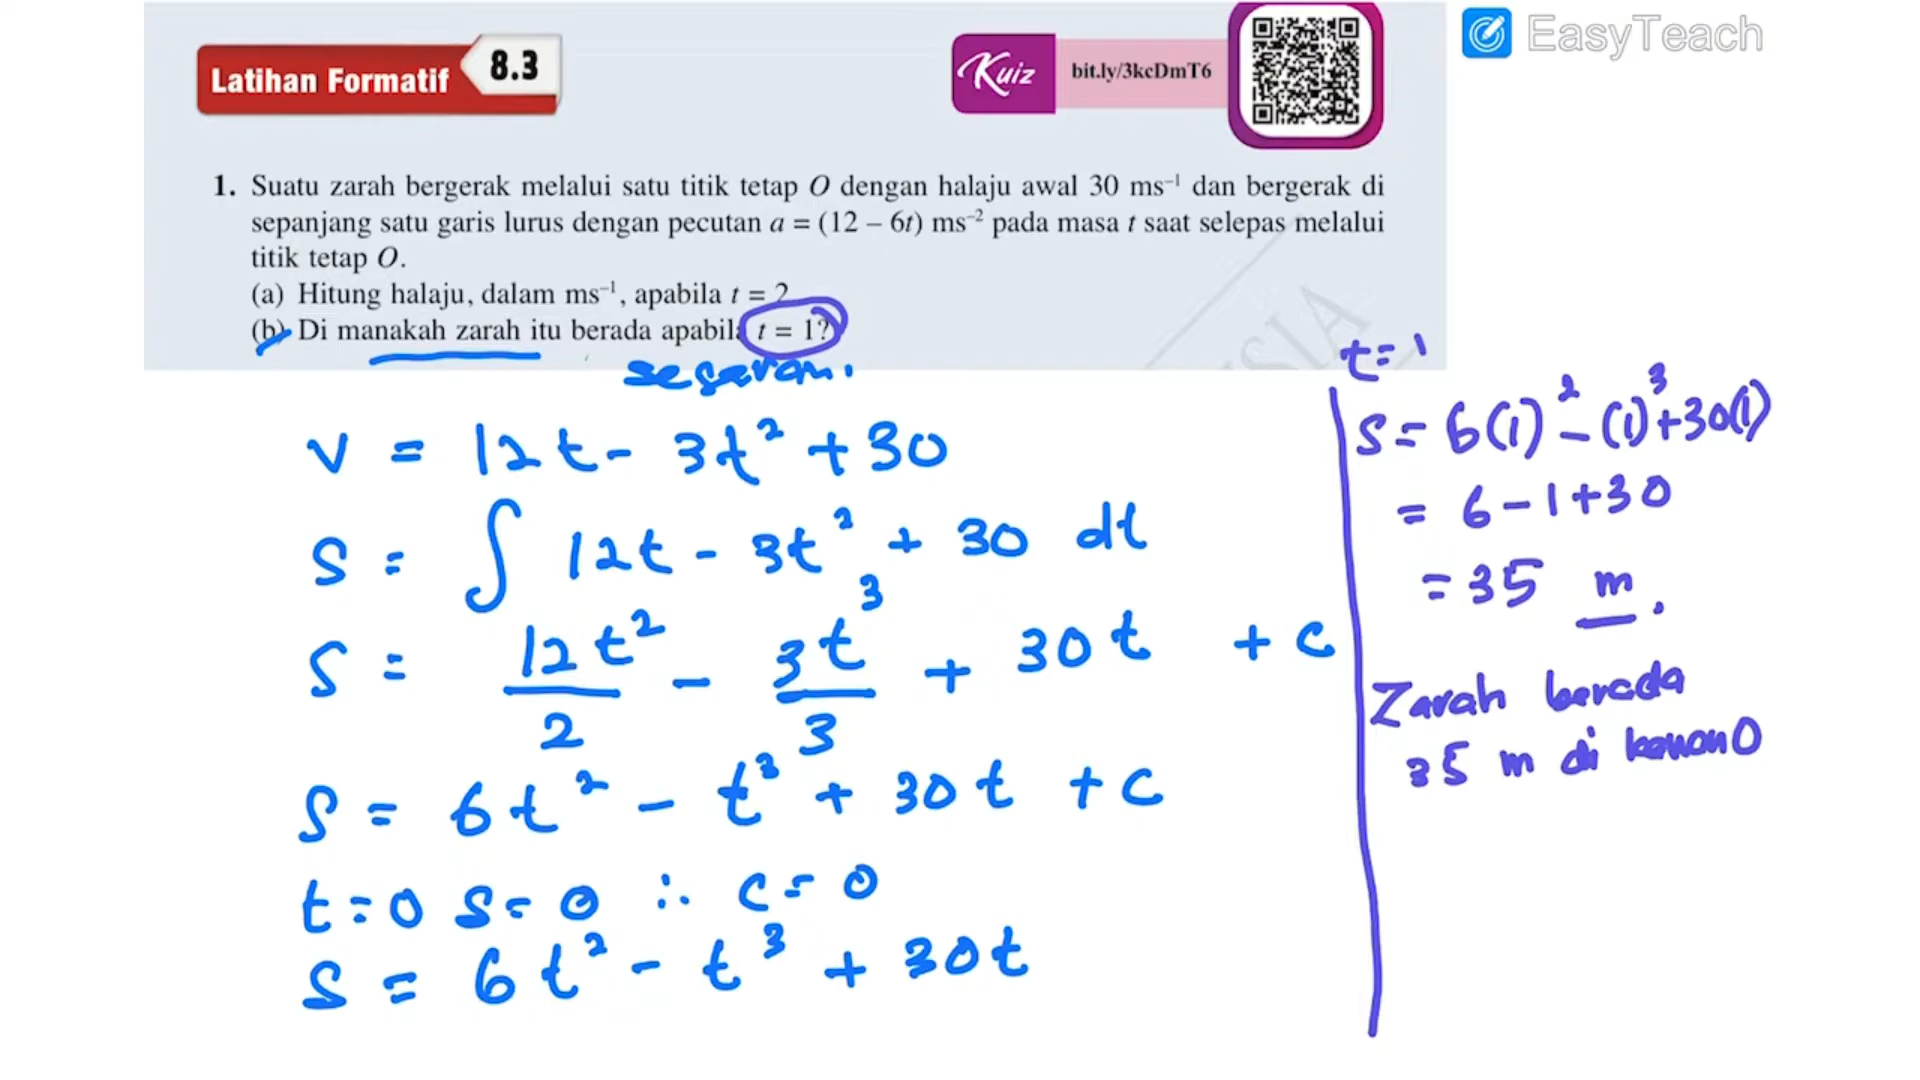 EasyTeach
Latihan Formatif 8.3
Kuiz bit.ly/3kcDmT6
1. Suatu zarah bergerak melalui satu titik tetap O dengan halaju awal 30 ms⁻¹ dan bergerak di
sepanjang satu garis lurus dengan pecutan a = (12 – 6t) ms⁻² pada masa t saat selepas melalui
titik tetap O.
(a) Hitung halaju, dalam ms⁻¹, apabila t = 2
(b) Di manakah zarah itu berada apabila t = 1?
sesaran.
v = 12t - 3t² + 30
s = ∫ 12t - 3t² + 30 dt
s = 12t²/2 - 3t³/3 + 30t + c
s = 6t² - t³ + 30t + c
t=0 s=0 ∴ c=0
s = 6t² - t³ + 30t
t=1
s = 6(1)² - (1)³ + 30(1)
= 6 - 1 + 30
= 35 m.
Zarah berada
35 m di kanan O